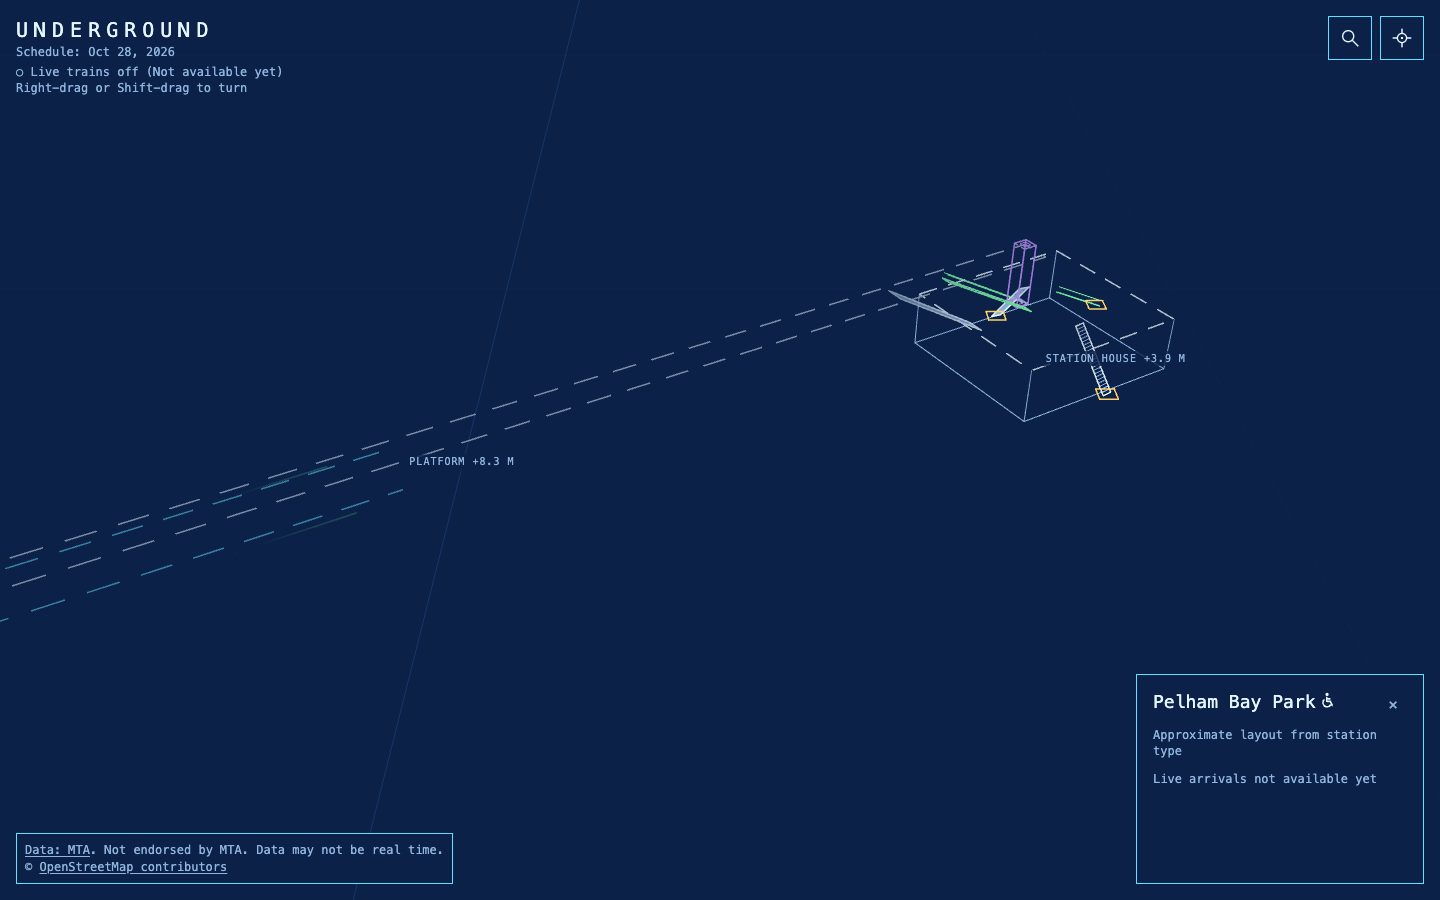 UNDERGROUND
Schedule: Oct 28, 2026
Live trains off (Not available yet)
Right-drag or Shift-drag to turn
STATION HOUSE +3.9 M
PLATFORM +8.3 M
Pelham Bay Park
×
Approximate layout from station
type
Live arrivals not available yet
Data: MTA. Not endorsed by MTA. Data may not be real time.
© OpenStreetMap contributors